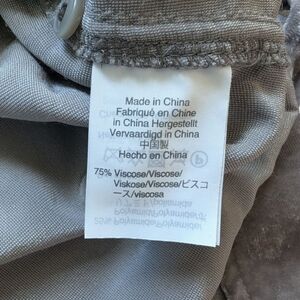 Made in China
Fabriqué en Chine
in China Hergestellt
Vervaardigd in China
中国製
Hecho en China
75% Viscose/Viscose/
Viskose/Viscose/ビスコ
ース/viscosa